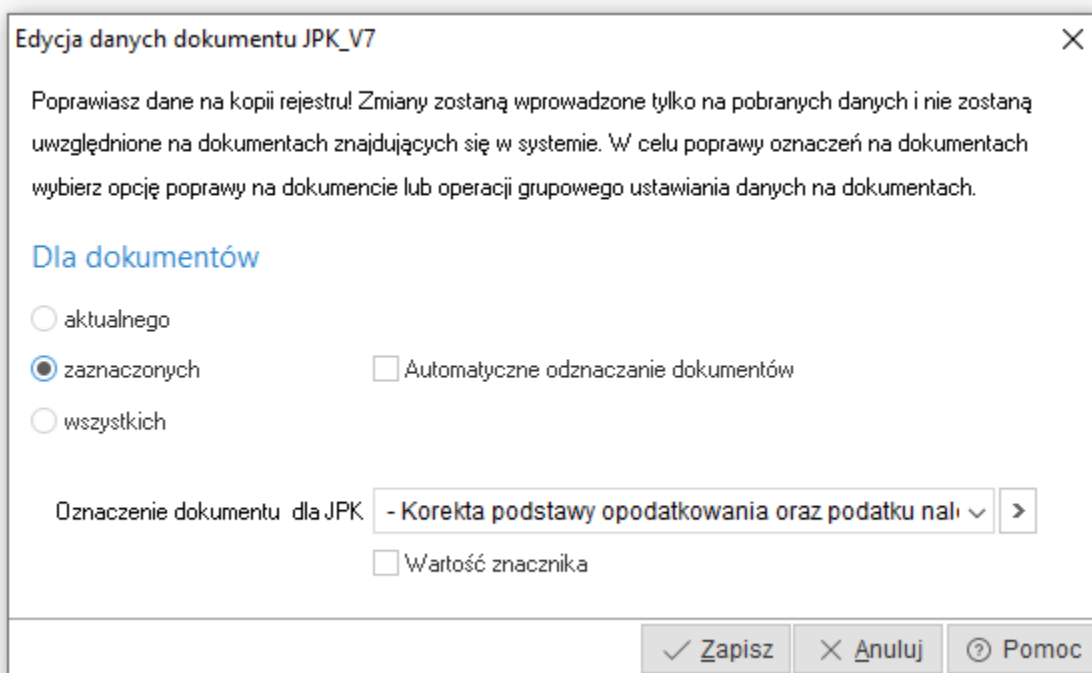 Edycja danych dokumentu JPK_V7
Poprawiasz dane na kopii rejestru! Zmiany zostaną wprowadzone tylko na pobranych danych i nie zostaną
uwzględnione na dokumentach znajdujących się w systemie. W celu poprawy oznaczeń na dokumentach
wybierz opcję poprawy na dokumencie lub operacji grupowego ustawiania danych na dokumentach.
Dla dokumentów
aktualnego
zaznaczonych Automatyczne odznaczanie dokumentów
wszystkich
Oznaczenie dokumentu dla JPK - Korekta podstawy opodatkowania oraz podatku
Wartość znacznika
Zapisz Anuluj Pomoc